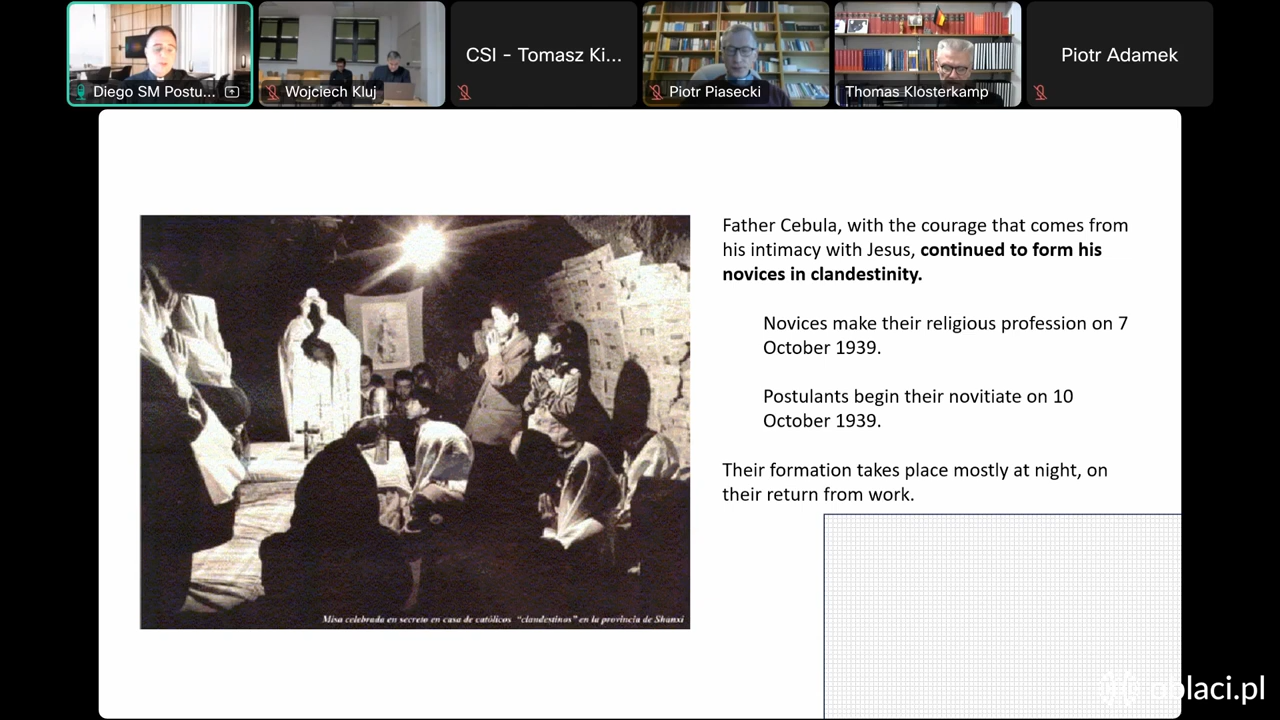 Diego SM Postu...
Wojciech Kluj
CSI - Tomasz Ki...
Piotr Piasecki
Thomas Klosterkamp
Piotr Adamek
Father Cebula, with the courage that comes from
his intimacy with Jesus, continued to form his
novices in clandestinity.
Novices make their religious profession on 7
October 1939.
Postulants begin their novitiate on 10
October 1939.
Their formation takes place mostly at night, on
their return from work.
Misa celebrada en secreto en casa de católicos "clandestinos" en la provincia de Shanxi
oblaci.pl